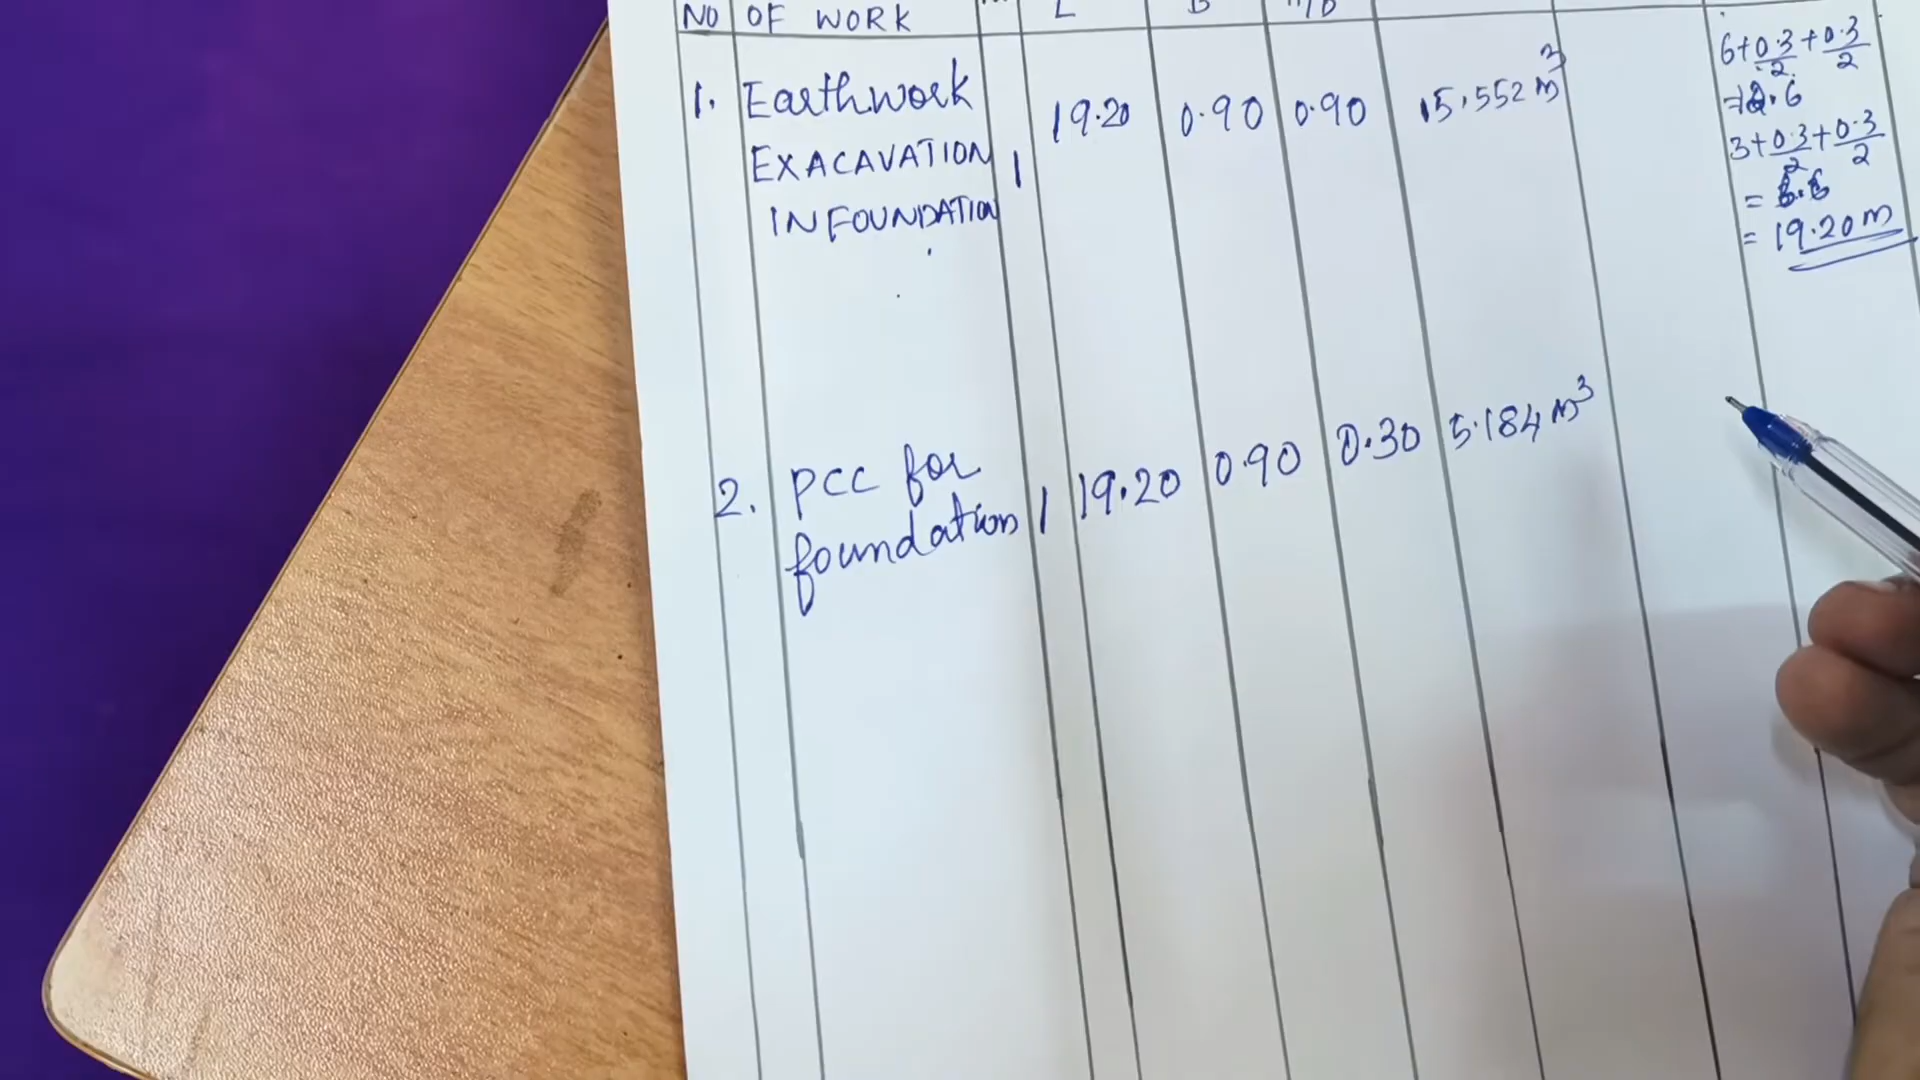 NO OF WORK L B H/D
1. Earthwork 19.20 0.90 0.90 15.552 m³
EXACAVATION 1
IN FOUNDATION
6+0.3/2+0.3/2
3+0.3/2+0.3/2
= 19.20 m
2. PCC for 19.20 0.90 0.30 5.184 m³
foundation 1